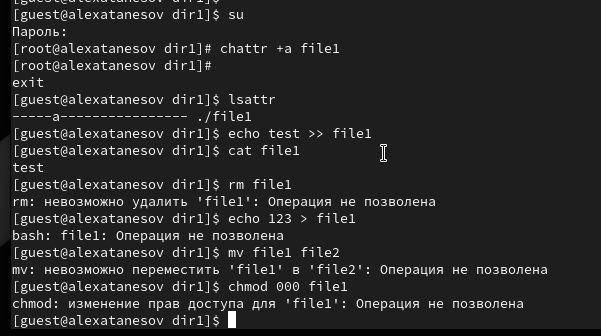 [guest@alexatanesov dir1]$ su
Пароль:
[root@alexatanesov dir1]# chattr +a file1
[root@alexatanesov dir1]#
exit
[guest@alexatanesov dir1]$ lsattr
-----a---------------- ./file1
[guest@alexatanesov dir1]$ echo test >> file1
[guest@alexatanesov dir1]$ cat file1
test
[guest@alexatanesov dir1]$ rm file1
rm: невозможно удалить 'file1': Операция не позволена
[guest@alexatanesov dir1]$ echo 123 > file1
bash: file1: Операция не позволена
[guest@alexatanesov dir1]$ mv file1 file2
mv: невозможно переместить 'file1' в 'file2': Операция не позволена
[guest@alexatanesov dir1]$ chmod 000 file1
chmod: изменение прав доступа для 'file1': Операция не позволена
[guest@alexatanesov dir1]$